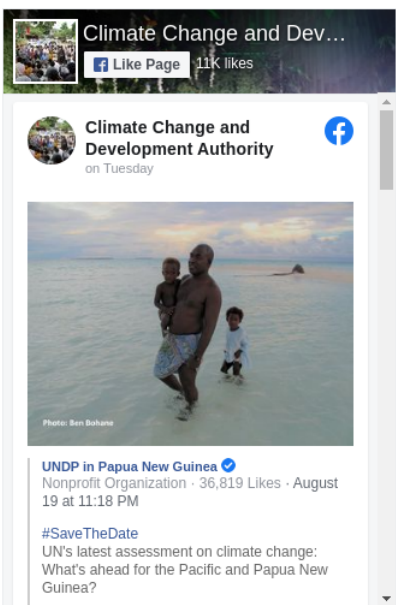 Climate Change and Dev…
Like Page
11K likes
Climate Change and
Development Authority
on Tuesday
Photo: Ben Bohane
UNDP in Papua New Guinea
Nonprofit Organization · 36,819 Likes · August
19 at 11:18 PM
#SaveTheDate
UN's latest assessment on climate change:
What's ahead for the Pacific and Papua New
Guinea?